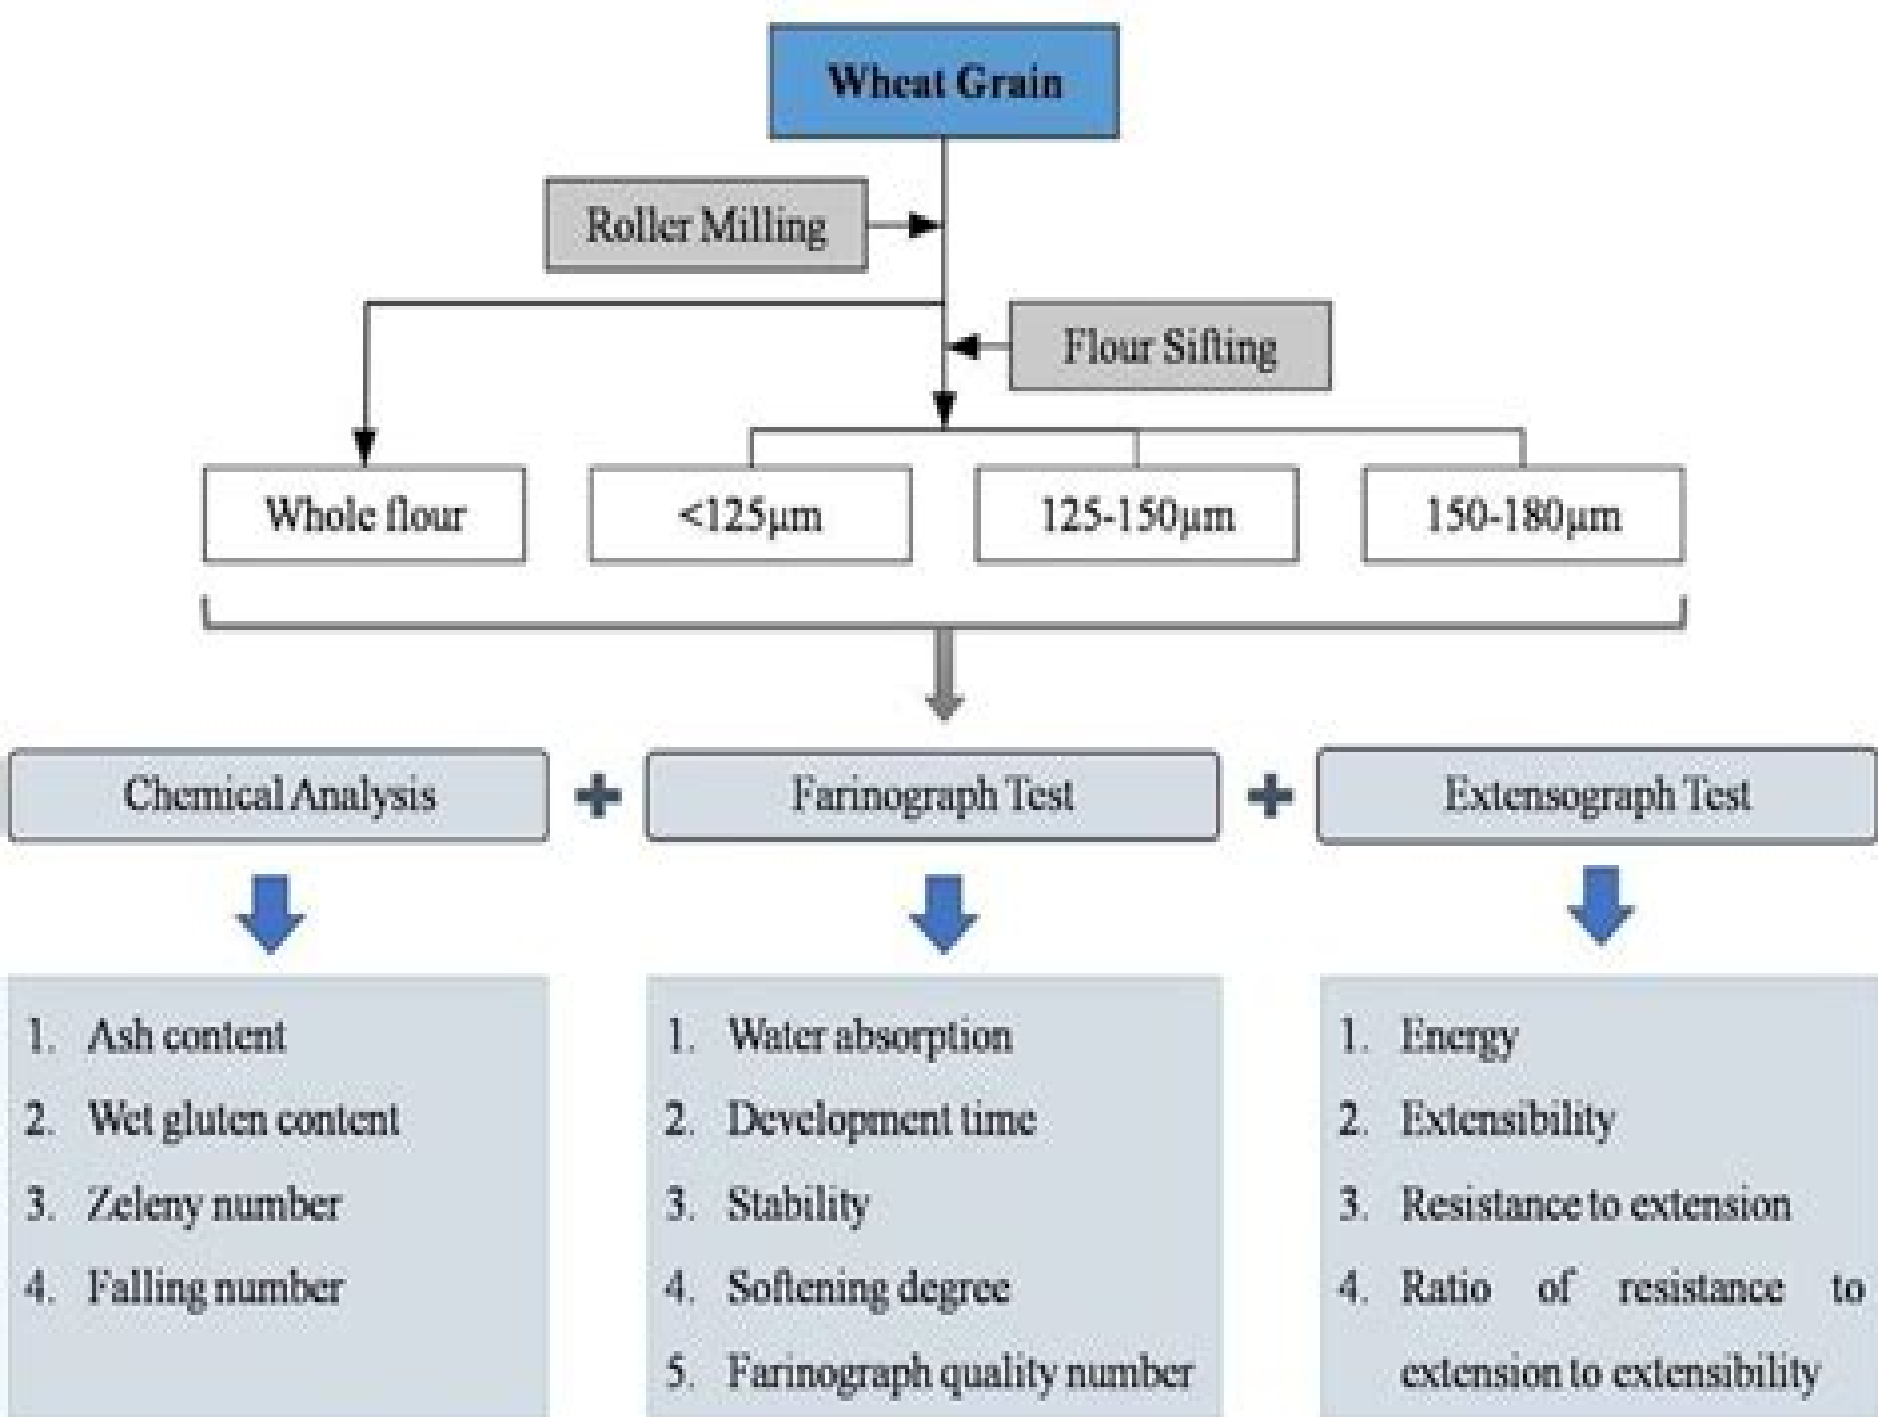 Wheat Grain
Roller Milling
Flour Sifting
Whole flour
<125µm
125-150µm
150-180µm
Chemical Analysis
+
Farinograph Test
+
Extensograph Test
1. Ash content
2. Wet gluten content
3. Zeleny number
4. Falling number
1. Water absorption
2. Development time
3. Stability
4. Softening degree
5. Farinograph quality number
1. Energy
2. Extensibility
3. Resistance to extension
4. Ratio of resistance to
extension to extensibility